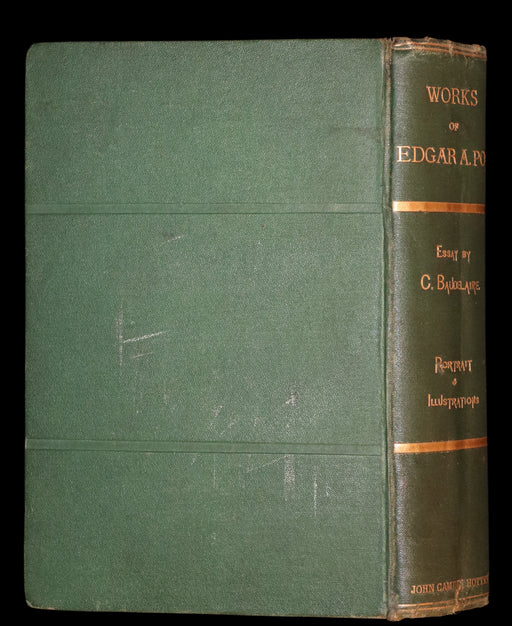 WORKS
OF
EDGAR A. PO
ESSAY BY
C. BAUDELAIRE
PORTRAIT
&
ILLUSTRATIONS
JOHN CAMDEN HOTTEN